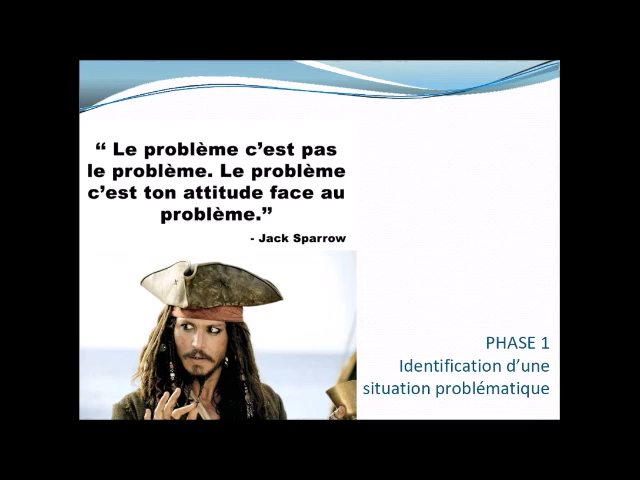 “ Le problème c’est pas
le problème. Le problème
c’est ton attitude face au
problème.”
- Jack Sparrow
PHASE 1
Identification d’une
situation problématique